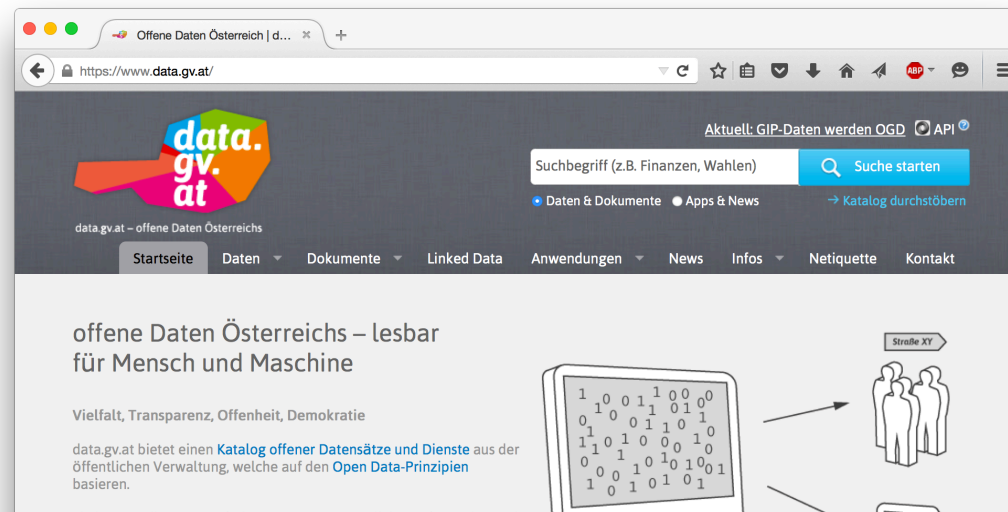 Offene Daten Österreich | d...
https://www.data.gv.at/
ABP
data.
gv.
at
data.gv.at – offene Daten Österreichs
Aktuell: GIP-Daten werden OGD
API
?
Suchbegriff (z.B. Finanzen, Wahlen)
Suche starten
Daten & Dokumente
Apps & News
→ Katalog durchstöbern
Startseite
Daten
Dokumente
Linked Data
Anwendungen
News
Infos
Netiquette
Kontakt
offene Daten Österreichs – lesbar
für Mensch und Maschine
Vielfalt, Transparenz, Offenheit, Demokratie
data.gv.at bietet einen Katalog offener Datensätze und Dienste aus der
öffentlichen Verwaltung, welche auf den Open Data-Prinzipien
basieren.
Straße XY